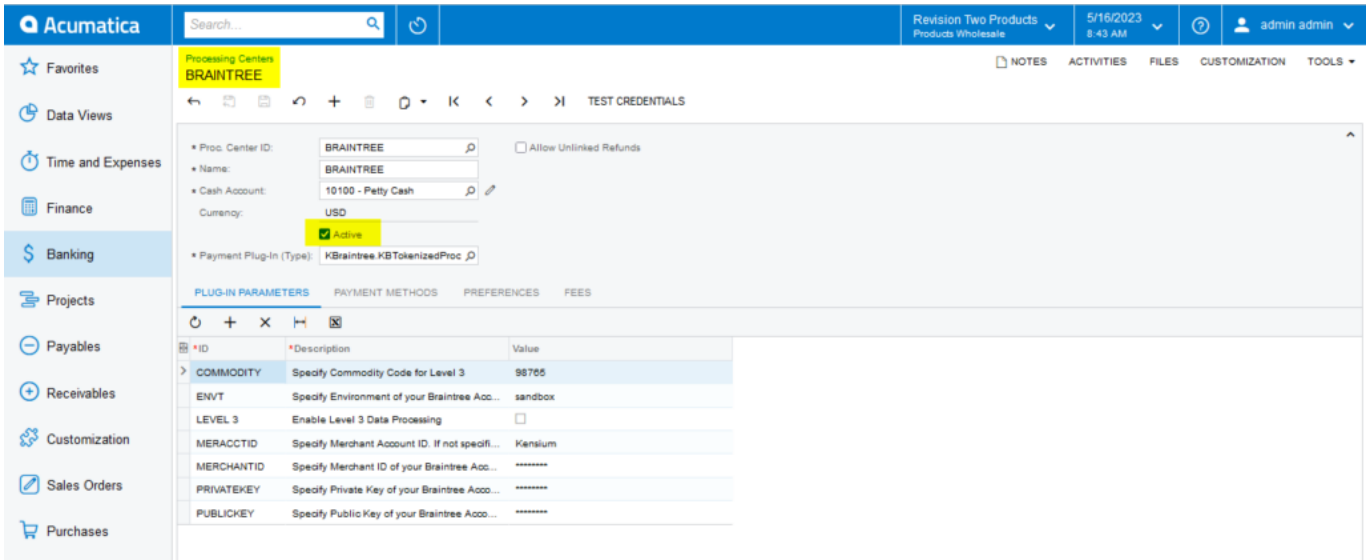 Acumatica
Search...
Revision Two Products
Products Wholesale
5/16/2023
8:43 AM
admin admin
Favorites
Data Views
Time and Expenses
Finance
Banking
Projects
Payables
Receivables
Customization
Sales Orders
Purchases
Processing Centers
BRAINTREE
NOTES ACTIVITIES FILES CUSTOMIZATION TOOLS
TEST CREDENTIALS
* Proc. Center ID: BRAINTREE Allow Unlinked Refunds
* Name: BRAINTREE
* Cash Account: 10100 - Petty Cash
Currency: USD
Active
* Payment Plug-In (Type): KBraintree.KBTokenizedProc
PLUG-IN PARAMETERS PAYMENT METHODS PREFERENCES FEES
*ID *Description Value
COMMODITY Specify Commodity Code for Level 3 98765
ENVT Specify Environment of your Braintree Acc... sandbox
LEVEL 3 Enable Level 3 Data Processing
MERACCTID Specify Merchant Account ID. If not specifi... Kensium
MERCHANTID Specify Merchant ID of your Braintree Acc... ********
PRIVATEKEY Specify Private Key of your Braintree Acco... ********
PUBLICKEY Specify Public Key of your Braintree Acco... ********